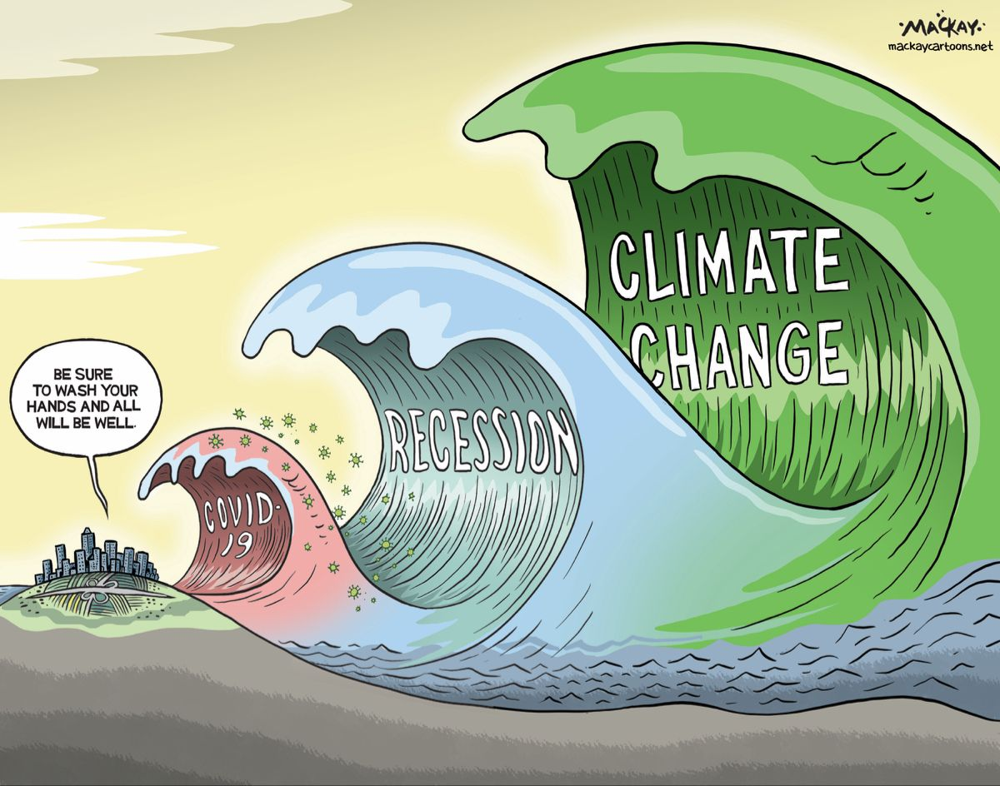 MACKAY
mackaycartoons.net
CLIMATE
CHANGE
RECESSION
BE SURE
TO WASH YOUR
HANDS AND ALL
WILL BE WELL.
COVID-
19